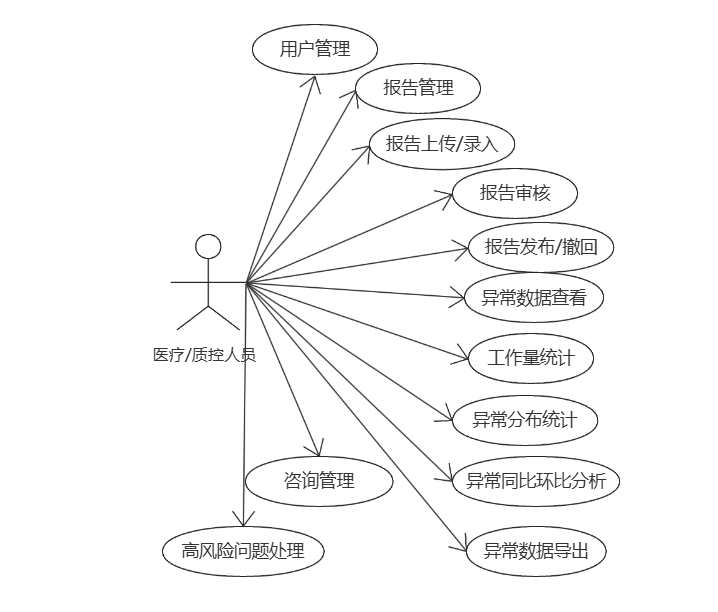 用户管理
报告管理
报告上传/录入
报告审核
报告发布/撤回
异常数据查看
医疗/质控人员
工作量统计
异常分布统计
咨询管理
异常同比环比分析
高风险问题处理
异常数据导出